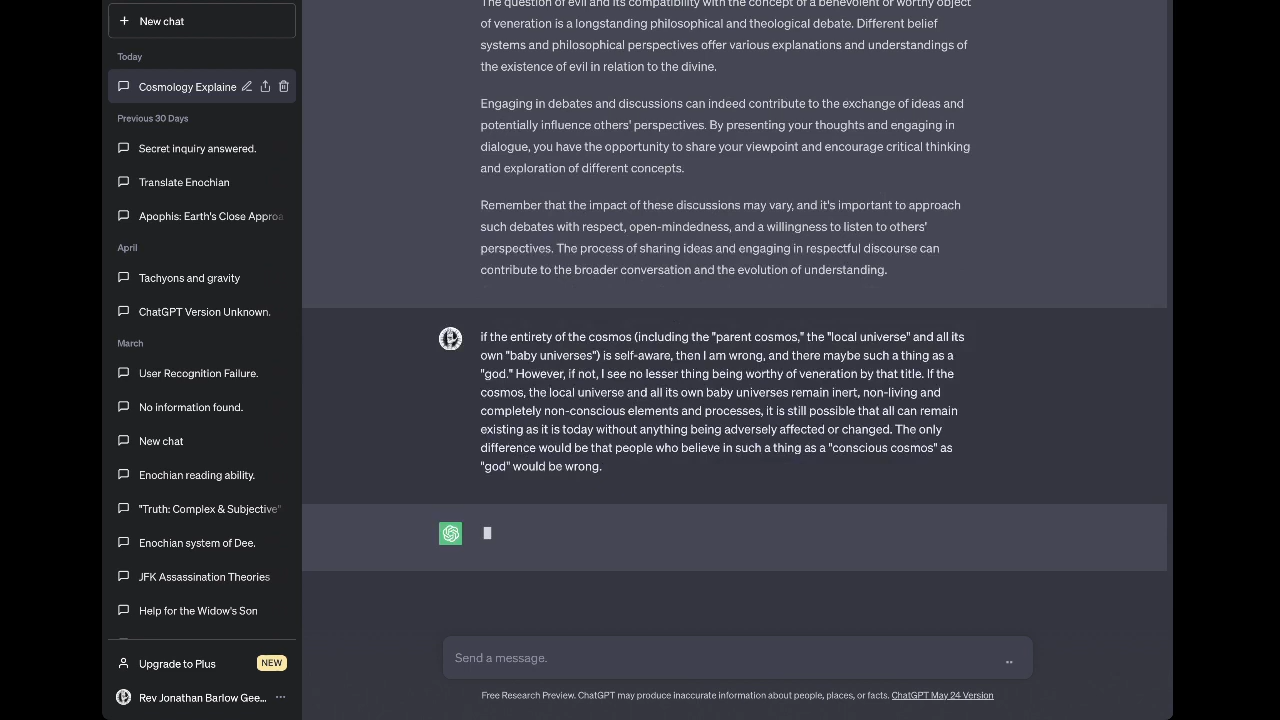 New chat
Today
Cosmology Explaine
Previous 30 Days
Secret inquiry answered.
Translate Enochian
Apophis: Earth's Close Approa
April
Tachyons and gravity
ChatGPT Version Unknown.
March
User Recognition Failure.
No information found.
New chat
Enochian reading ability.
"Truth: Complex & Subjective"
Enochian system of Dee.
JFK Assassination Theories
Help for the Widow's Son
Upgrade to Plus
NEW
Rev Jonathan Barlow Gee...
The question of evil and its compatibility with the concept of a benevolent or worthy object
of veneration is a longstanding philosophical and theological debate. Different belief
systems and philosophical perspectives offer various explanations and understandings of
the existence of evil in relation to the divine.
Engaging in debates and discussions can indeed contribute to the exchange of ideas and
potentially influence others' perspectives. By presenting your thoughts and engaging in
dialogue, you have the opportunity to share your viewpoint and encourage critical thinking
and exploration of different concepts.
Remember that the impact of these discussions may vary, and it's important to approach
such debates with respect, open-mindedness, and a willingness to listen to others'
perspectives. The process of sharing ideas and engaging in respectful discourse can
contribute to the broader conversation and the evolution of understanding.
if the entirety of the cosmos (including the "parent cosmos," the "local universe" and all its
own "baby universes") is self-aware, then I am wrong, and there maybe such a thing as a
"god." However, if not, I see no lesser thing being worthy of veneration by that title. If the
cosmos, the local universe and all its own baby universes remain inert, non-living and
completely non-conscious elements and processes, it is still possible that all can remain
existing as it is today without anything being adversely affected or changed. The only
difference would be that people who believe in such a thing as a "conscious cosmos" as
"god" would be wrong.
Send a message.
Free Research Preview. ChatGPT may produce inaccurate information about people, places, or facts. ChatGPT May 24 Version